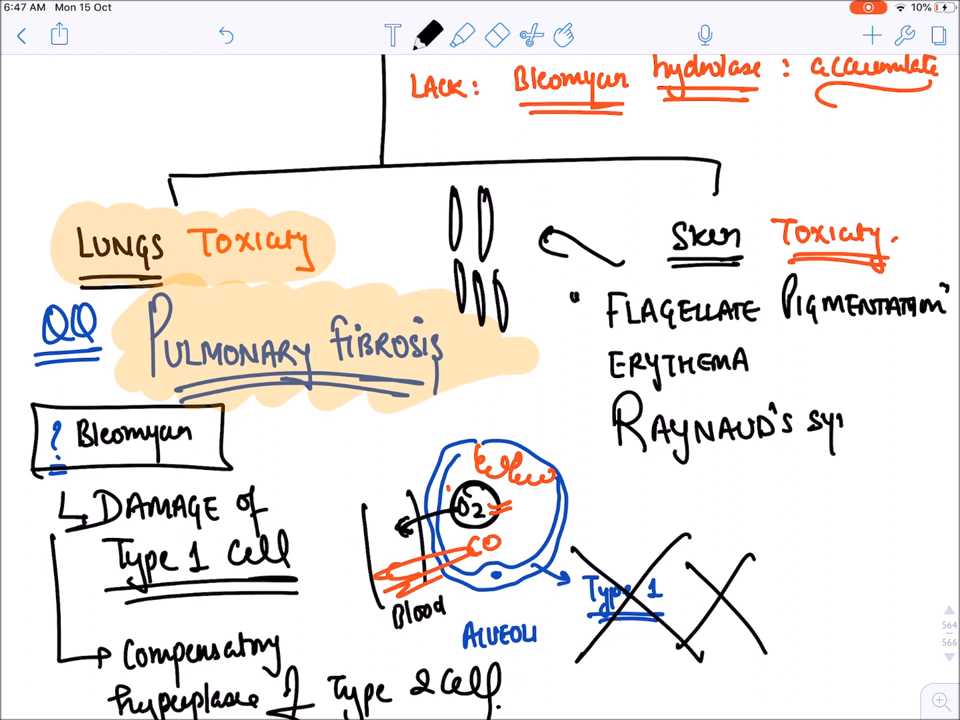 6:47 AM Mon 15 Oct
10%
T
LACK: Bleomycin hydrolase : accumulate
LUNGS Toxicity
Skin Toxicity.
QQ
PULMONARY fiBROSIS
"FLAGELLATE PIGMENTATION"
ERYTHEMA
RAYNAUD'S sy
? Bleomycin
DAMAGE of
Type 1 Cell
O2
CO
Blood
ALVEOLI
Type 1
564
566
Compensatory
hyperplasia of Type 2 Cell.